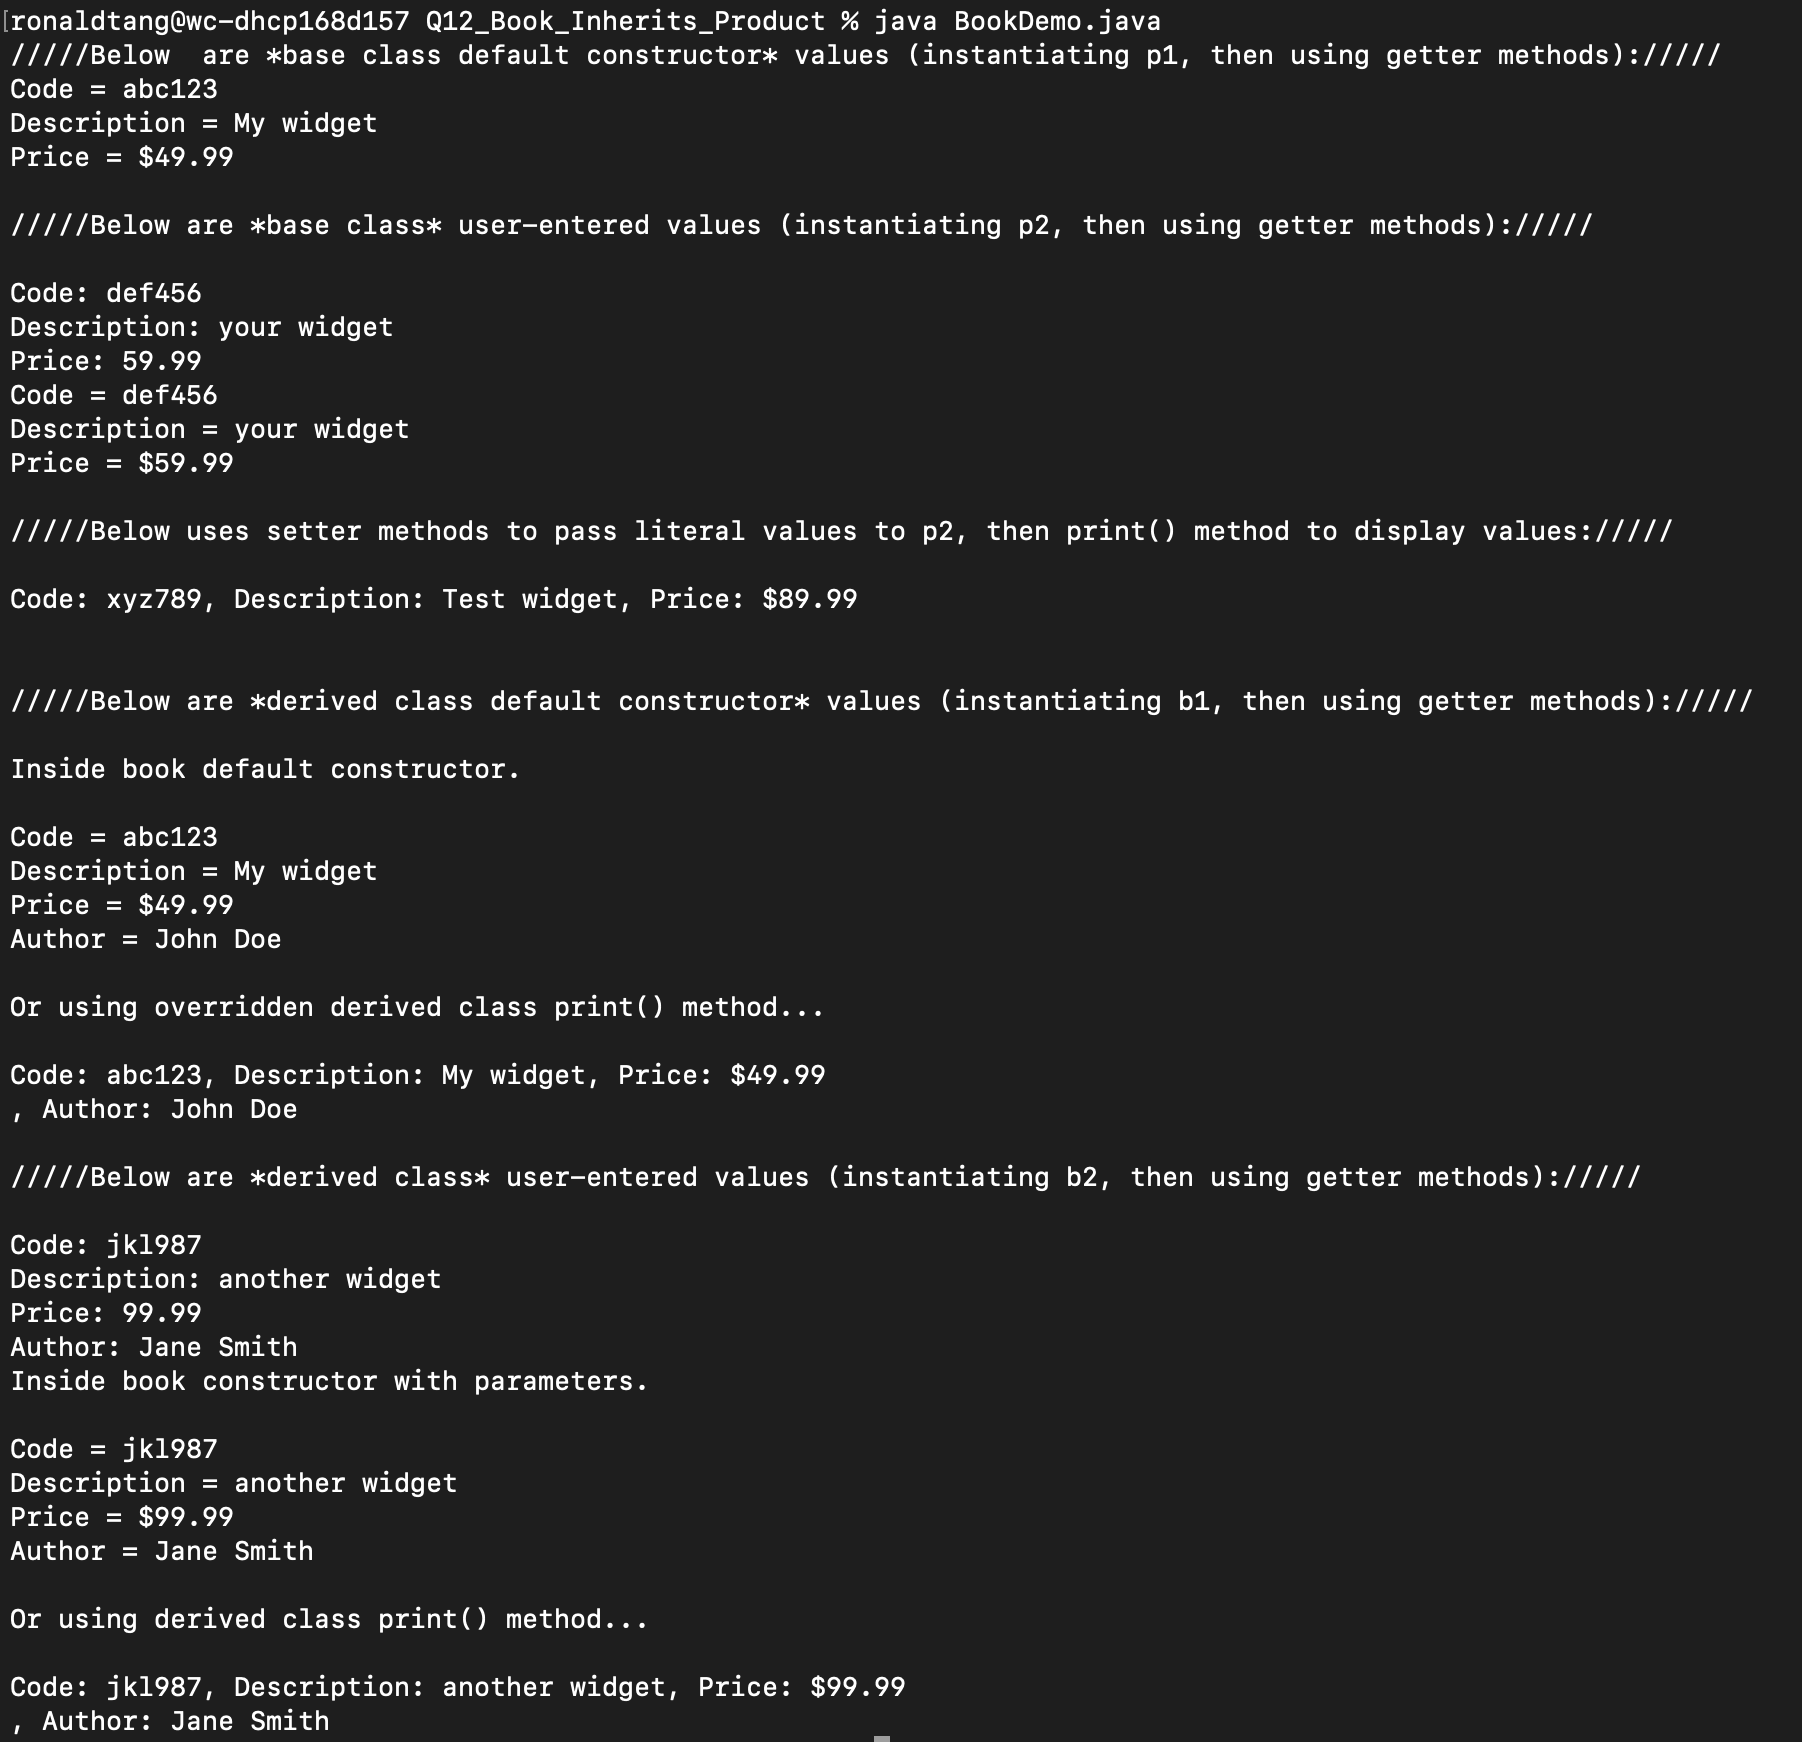 [ronaldtang@wc-dhcp168d157 Q12_Book_Inherits_Product % java BookDemo.java
/////Below  are *base class default constructor* values (instantiating p1, then using getter methods)://///
Code = abc123
Description = My widget
Price = $49.99
/////Below are *base class* user-entered values (instantiating p2, then using getter methods)://///
Code: def456
Description: your widget
Price: 59.99
Code = def456
Description = your widget
Price = $59.99
/////Below uses setter methods to pass literal values to p2, then print() method to display values://///
Code: xyz789, Description: Test widget, Price: $89.99
/////Below are *derived class default constructor* values (instantiating b1, then using getter methods)://///
Inside book default constructor.
Code = abc123
Description = My widget
Price = $49.99
Author = John Doe
Or using overridden derived class print() method...
Code: abc123, Description: My widget, Price: $49.99
, Author: John Doe
/////Below are *derived class* user-entered values (instantiating b2, then using getter methods)://///
Code: jkl987
Description: another widget
Price: 99.99
Author: Jane Smith
Inside book constructor with parameters.
Code = jkl987
Description = another widget
Price = $99.99
Author = Jane Smith
Or using derived class print() method...
Code: jkl987, Description: another widget, Price: $99.99
, Author: Jane Smith